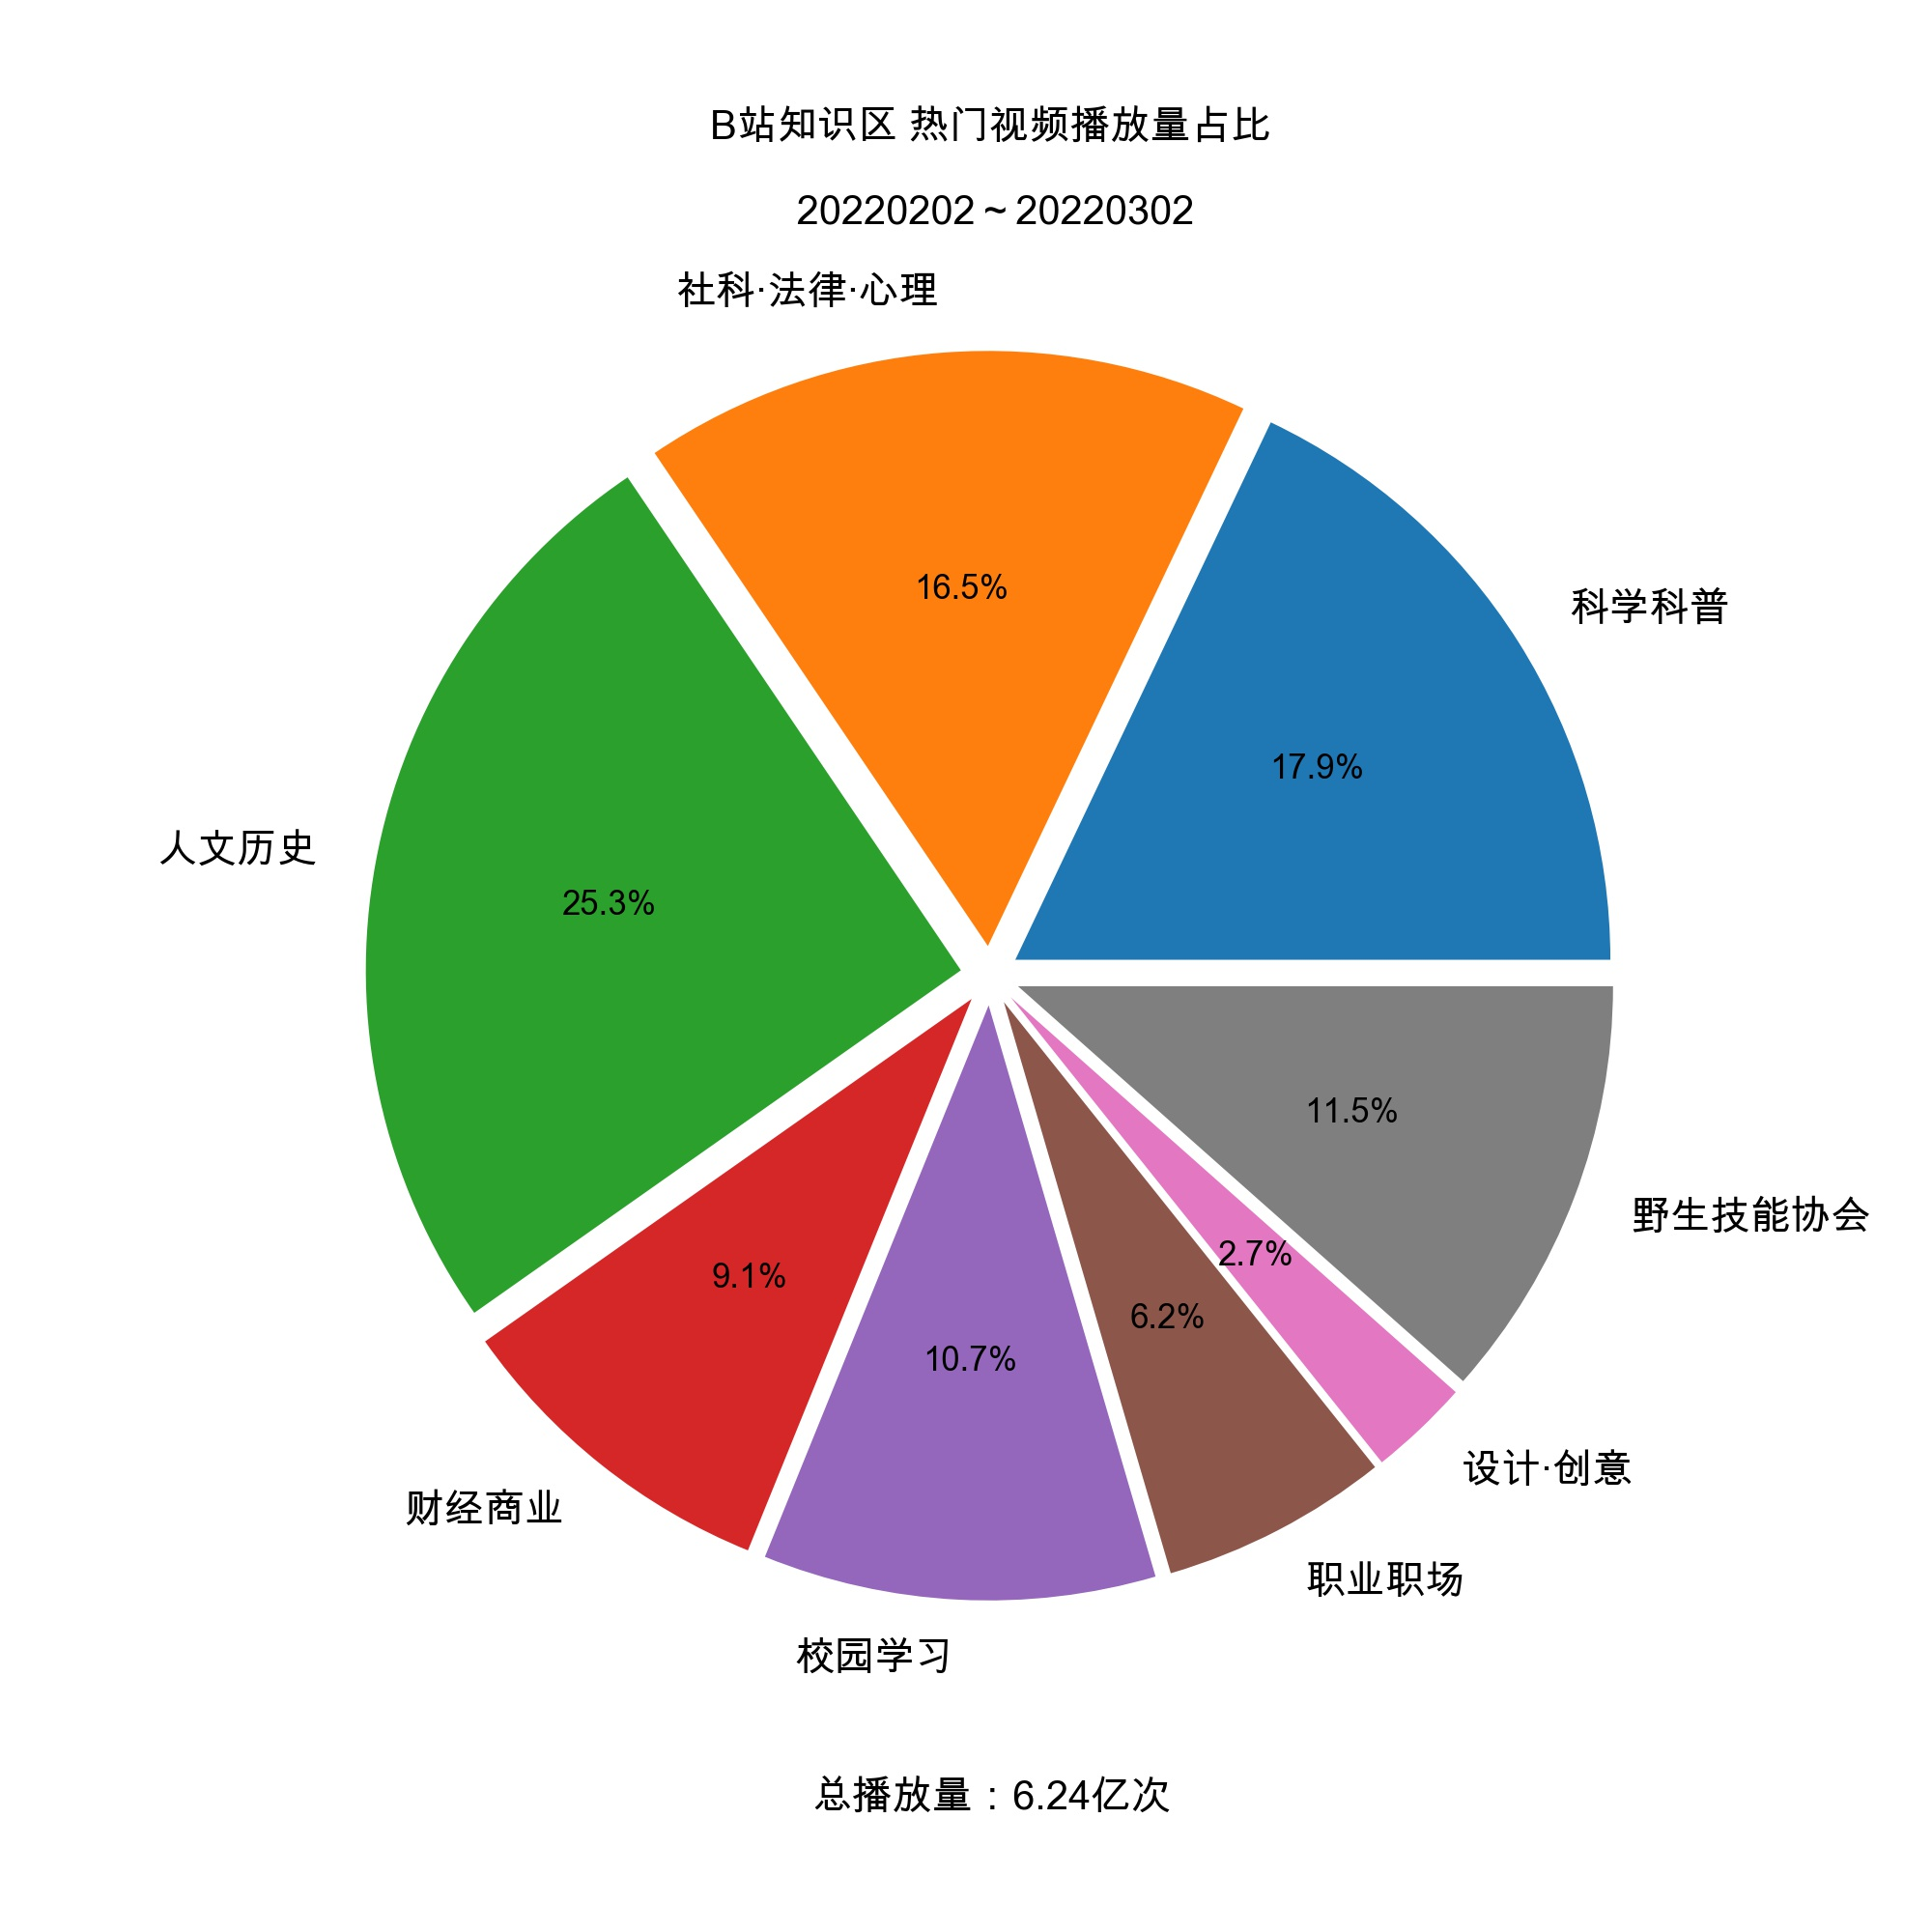 B站知识区 热门视频播放量占比
20220202 ~ 20220302
社科·法律·心理
科学科普
16.5%
17.9%
人文历史
25.3%
11.5%
野生技能协会
2.7%
9.1%
6.2%
10.7%
设计·创意
财经商业
职业职场
校园学习
总播放量：6.24亿次